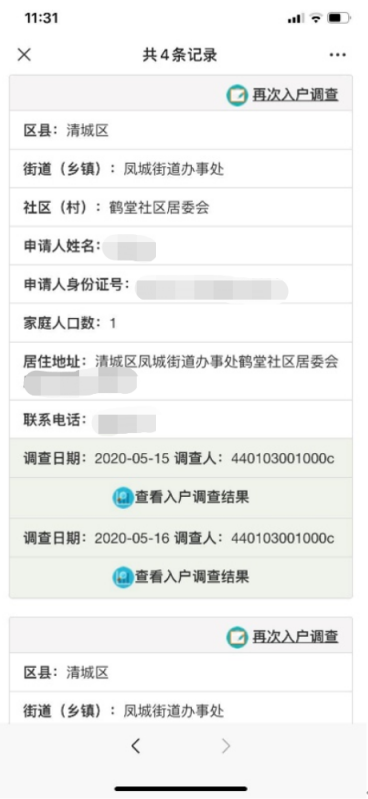 11:31
共4条记录
再次入户调查
区县：清城区
街道（乡镇）：凤城街道办事处
社区（村）：鹤堂社区居委会
申请人姓名：
申请人身份证号：
家庭人口数：1
居住地址：清城区凤城街道办事处鹤堂社区居委会
联系电话：
调查日期：2020-05-15 调查人：440103001000c
查看入户调查结果
调查日期：2020-05-16 调查人：440103001000c
查看入户调查结果
再次入户调查
区县：清城区
街道（乡镇）：凤城街道办事处